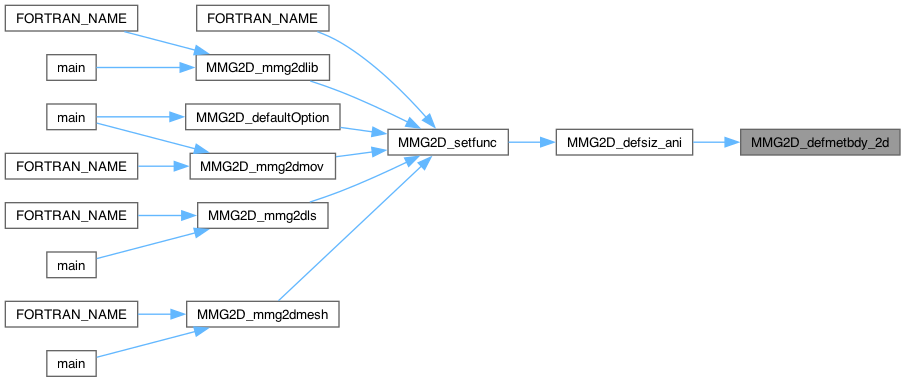 FORTRAN_NAME
FORTRAN_NAME
main
MMG2D_mmg2dlib
main
MMG2D_defaultOption
MMG2D_setfunc
MMG2D_defsiz_ani
MMG2D_defmetbdy_2d
FORTRAN_NAME
MMG2D_mmg2dmov
FORTRAN_NAME
MMG2D_mmg2dls
main
FORTRAN_NAME
MMG2D_mmg2dmesh
main